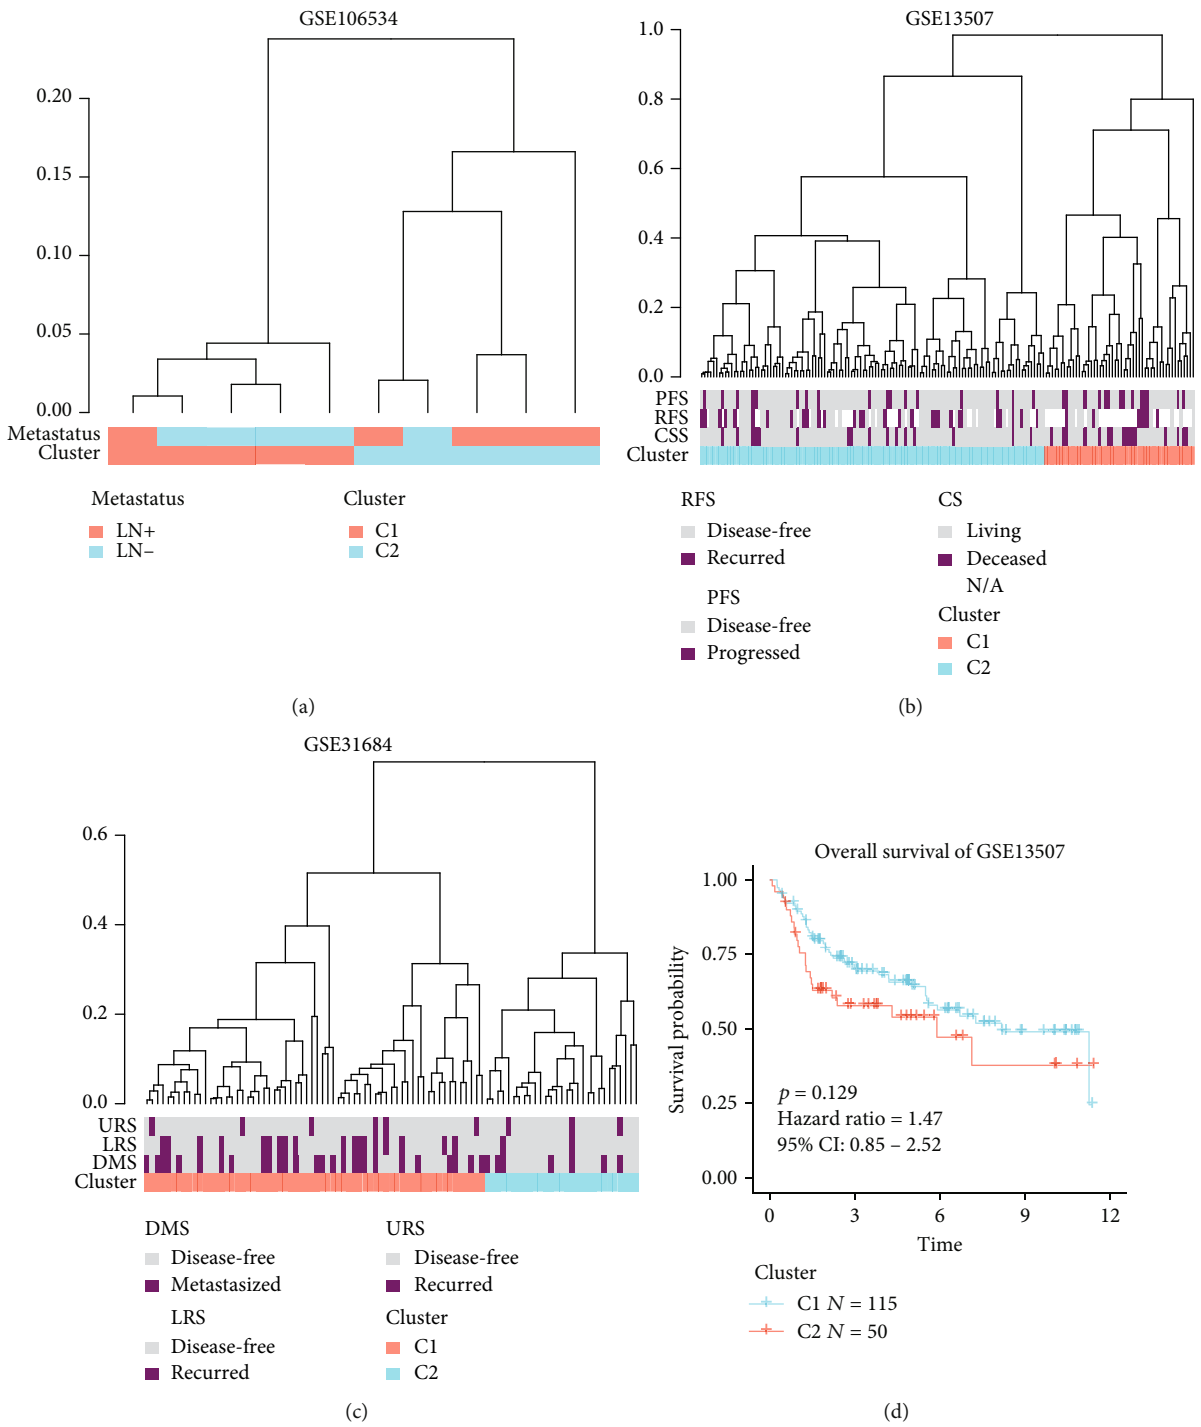 GSE106534
0.20
0.15
0.10
0.05
0.00
Metastatus
Cluster
Metastatus
LN+
LN–
Cluster
C1
C2
(a)
GSE13507
1.0
0.8
0.6
0.4
0.2
0.0
PFS
RFS
CSS
Cluster
RFS
Disease-free
Recurred
PFS
Disease-free
Progressed
CS
Living
Deceased
N/A
Cluster
C1
C2
(b)
GSE31684
0.6
0.4
0.2
0.0
URS
LRS
DMS
Cluster
DMS
Disease-free
Metastasized
LRS
Disease-free
Recurred
URS
Disease-free
Recurred
Cluster
C1
C2
(c)
Overall survival of GSE13507
Survival probability
1.00
0.75
0.50
0.25
0.00
p = 0.129
Hazard ratio = 1.47
95% CI: 0.85 – 2.52
0 3 6 9 12
Time
Cluster
C1 N = 115
C2 N = 50
(d)